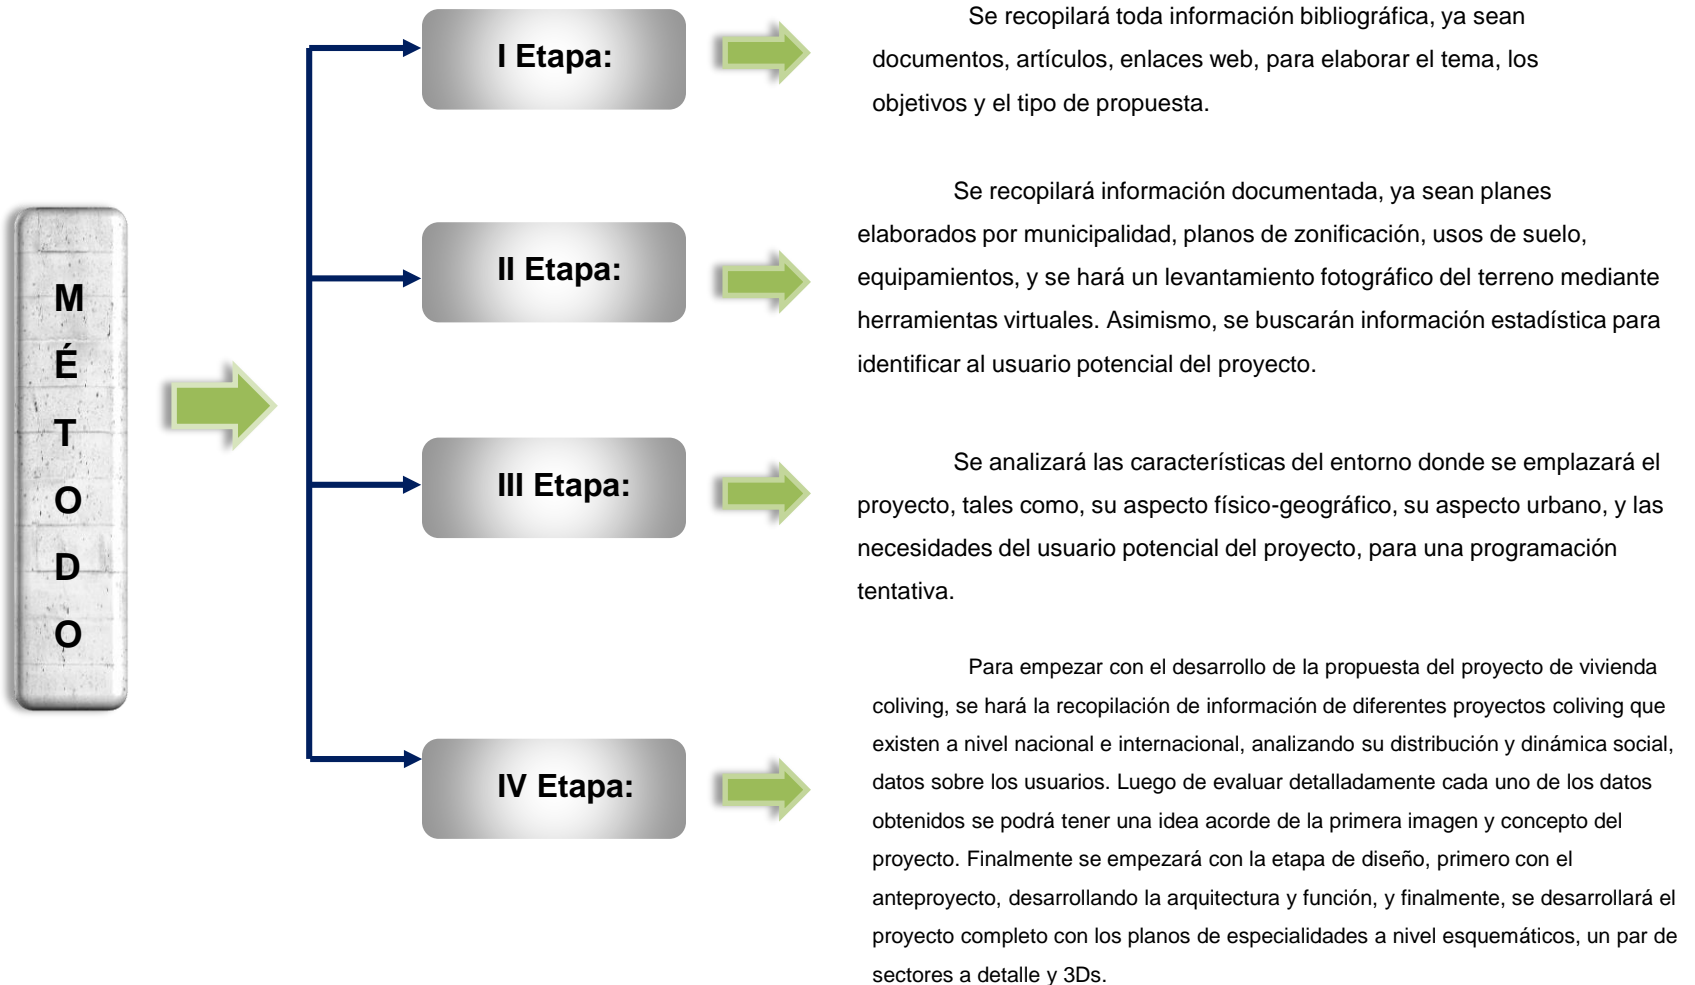 M
É
T
O
D
O
I Etapa:
Se recopilará toda información bibliográfica, ya sean
documentos, artículos, enlaces web, para elaborar el tema, los
objetivos y el tipo de propuesta.
II Etapa:
Se recopilará información documentada, ya sean planes
elaborados por municipalidad, planos de zonificación, usos de suelo,
equipamientos, y se hará un levantamiento fotográfico del terreno mediante
herramientas virtuales. Asimismo, se buscarán información estadística para
identificar al usuario potencial del proyecto.
III Etapa:
Se analizará las características del entorno donde se emplazará el
proyecto, tales como, su aspecto físico-geográfico, su aspecto urbano, y las
necesidades del usuario potencial del proyecto, para una programación
tentativa.
IV Etapa:
Para empezar con el desarrollo de la propuesta del proyecto de vivienda
coliving, se hará la recopilación de información de diferentes proyectos coliving que
existen a nivel nacional e internacional, analizando su distribución y dinámica social,
datos sobre los usuarios. Luego de evaluar detalladamente cada uno de los datos
obtenidos se podrá tener una idea acorde de la primera imagen y concepto del
proyecto. Finalmente se empezará con la etapa de diseño, primero con el
anteproyecto, desarrollando la arquitectura y función, y finalmente, se desarrollará el
proyecto completo con los planos de especialidades a nivel esquemáticos, un par de
sectores a detalle y 3Ds.